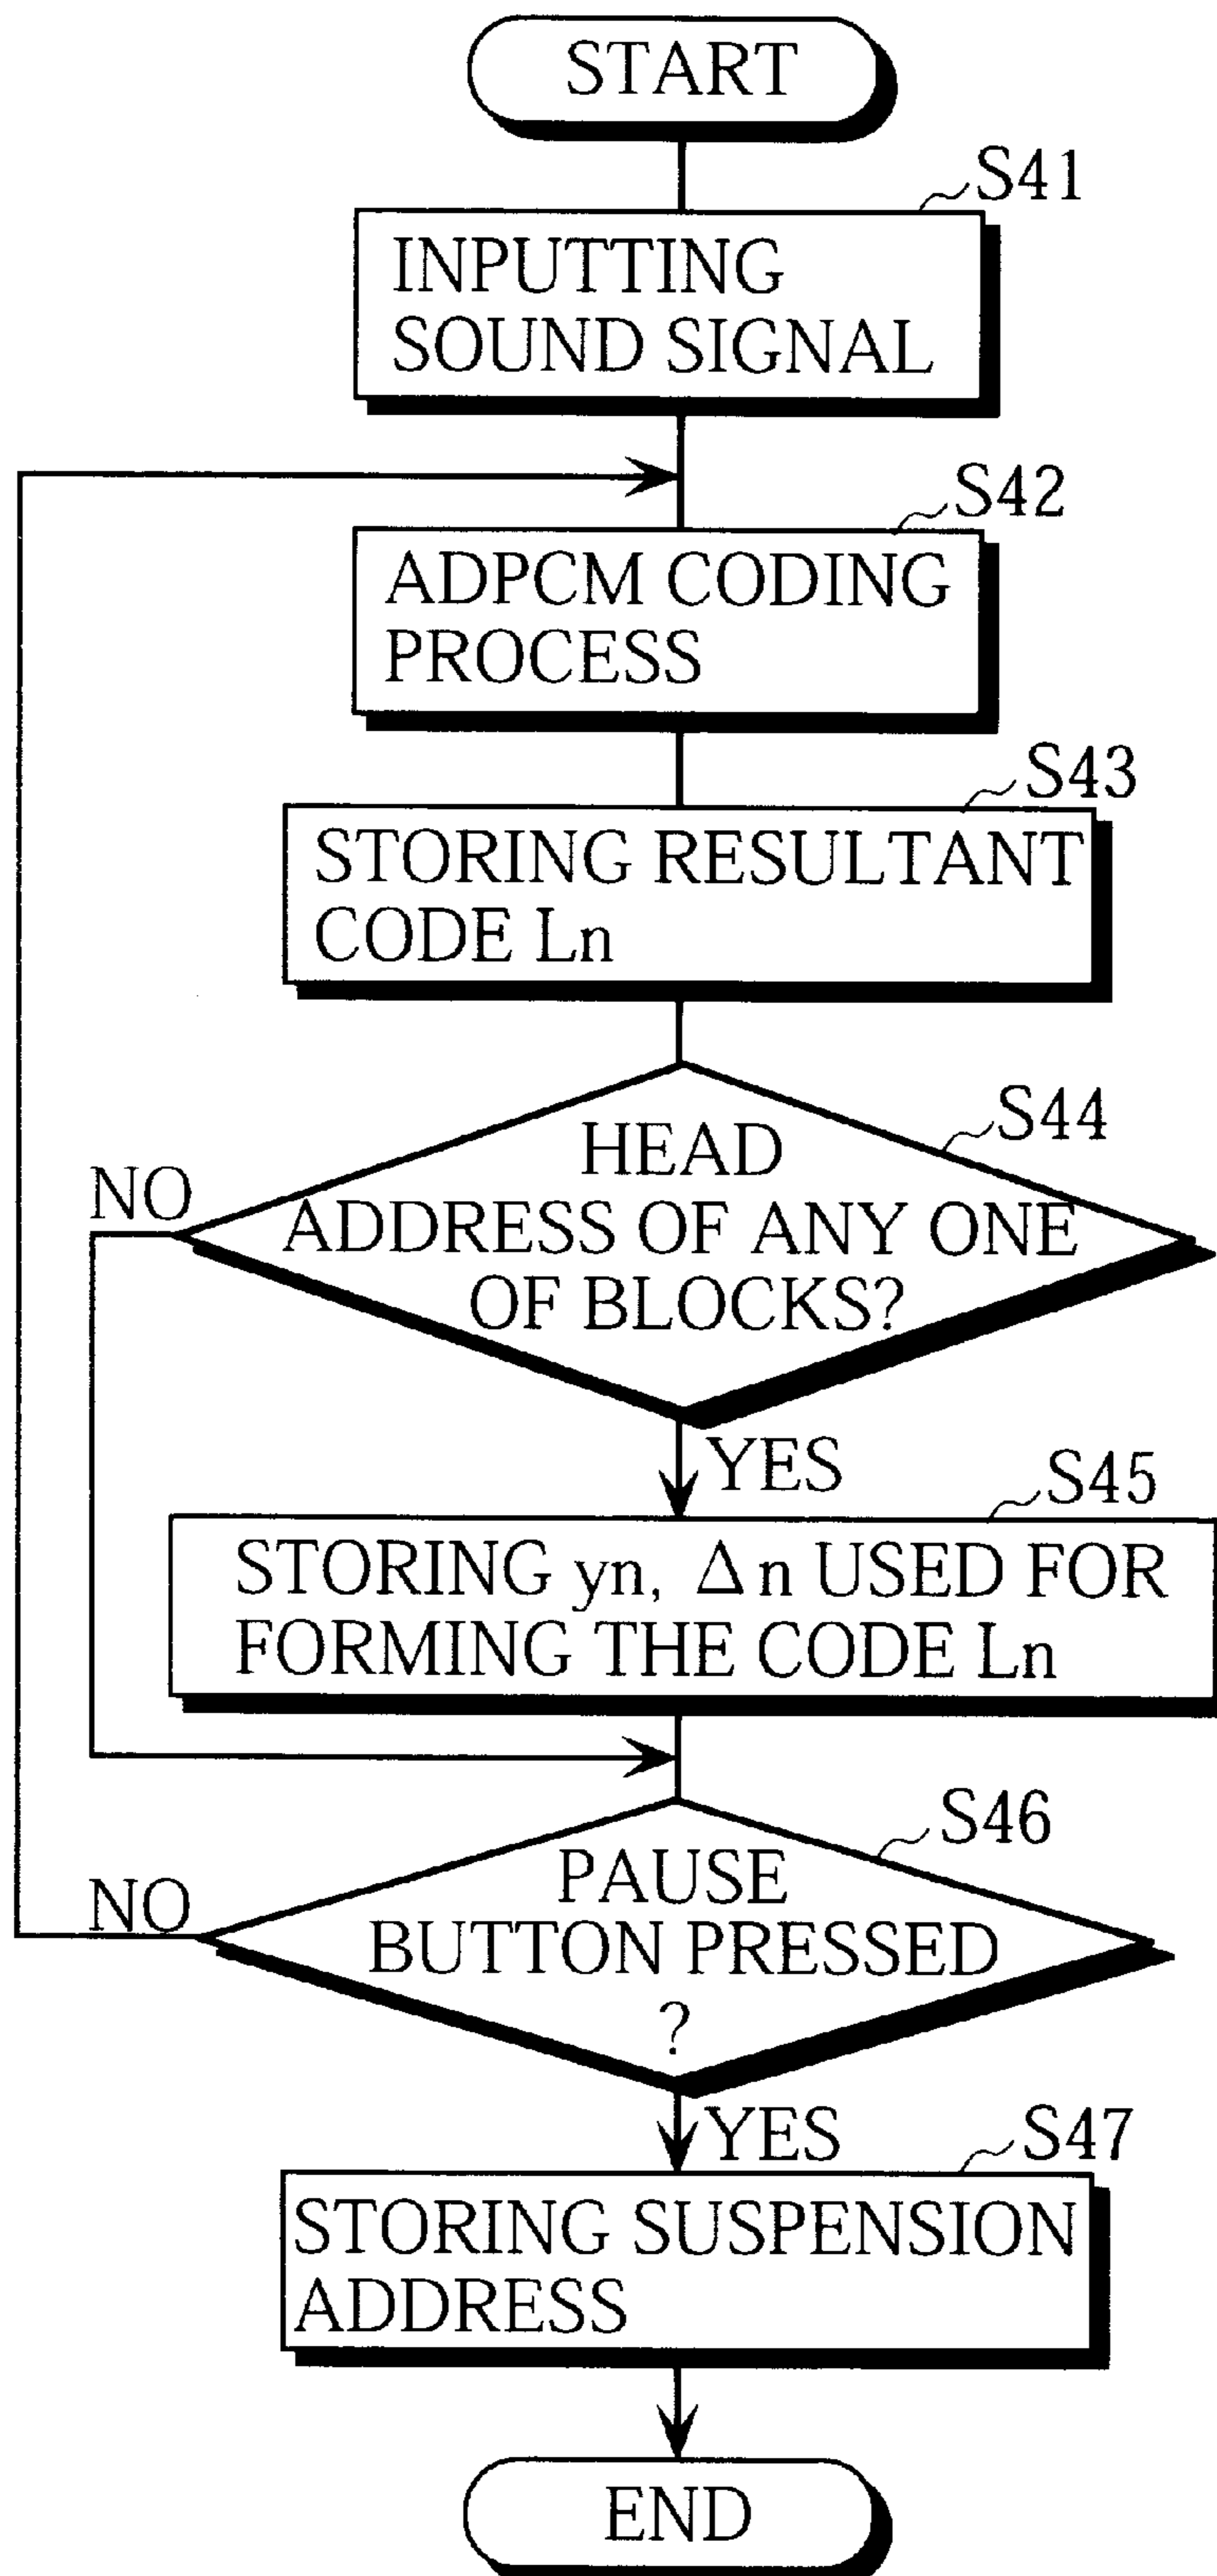 START
S41
INPUTTING
SOUND SIGNAL
S42
ADPCM CODING
PROCESS
S43
STORING RESULTANT
CODE Ln
S44
HEAD
ADDRESS OF ANY ONE
OF BLOCKS?
NO
YES
S45
STORING yn, Δn USED FOR
FORMING THE CODE Ln
S46
PAUSE
BUTTON PRESSED
?
NO
YES
S47
STORING SUSPENSION
ADDRESS
END